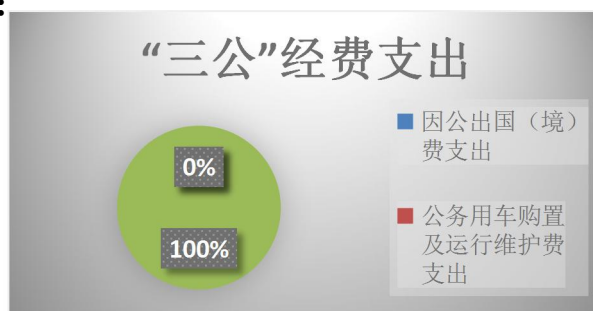 :
“三公”经费支出
0%
100%
因公出国（境）
费支出
公务用车购置
及运行维护费
支出